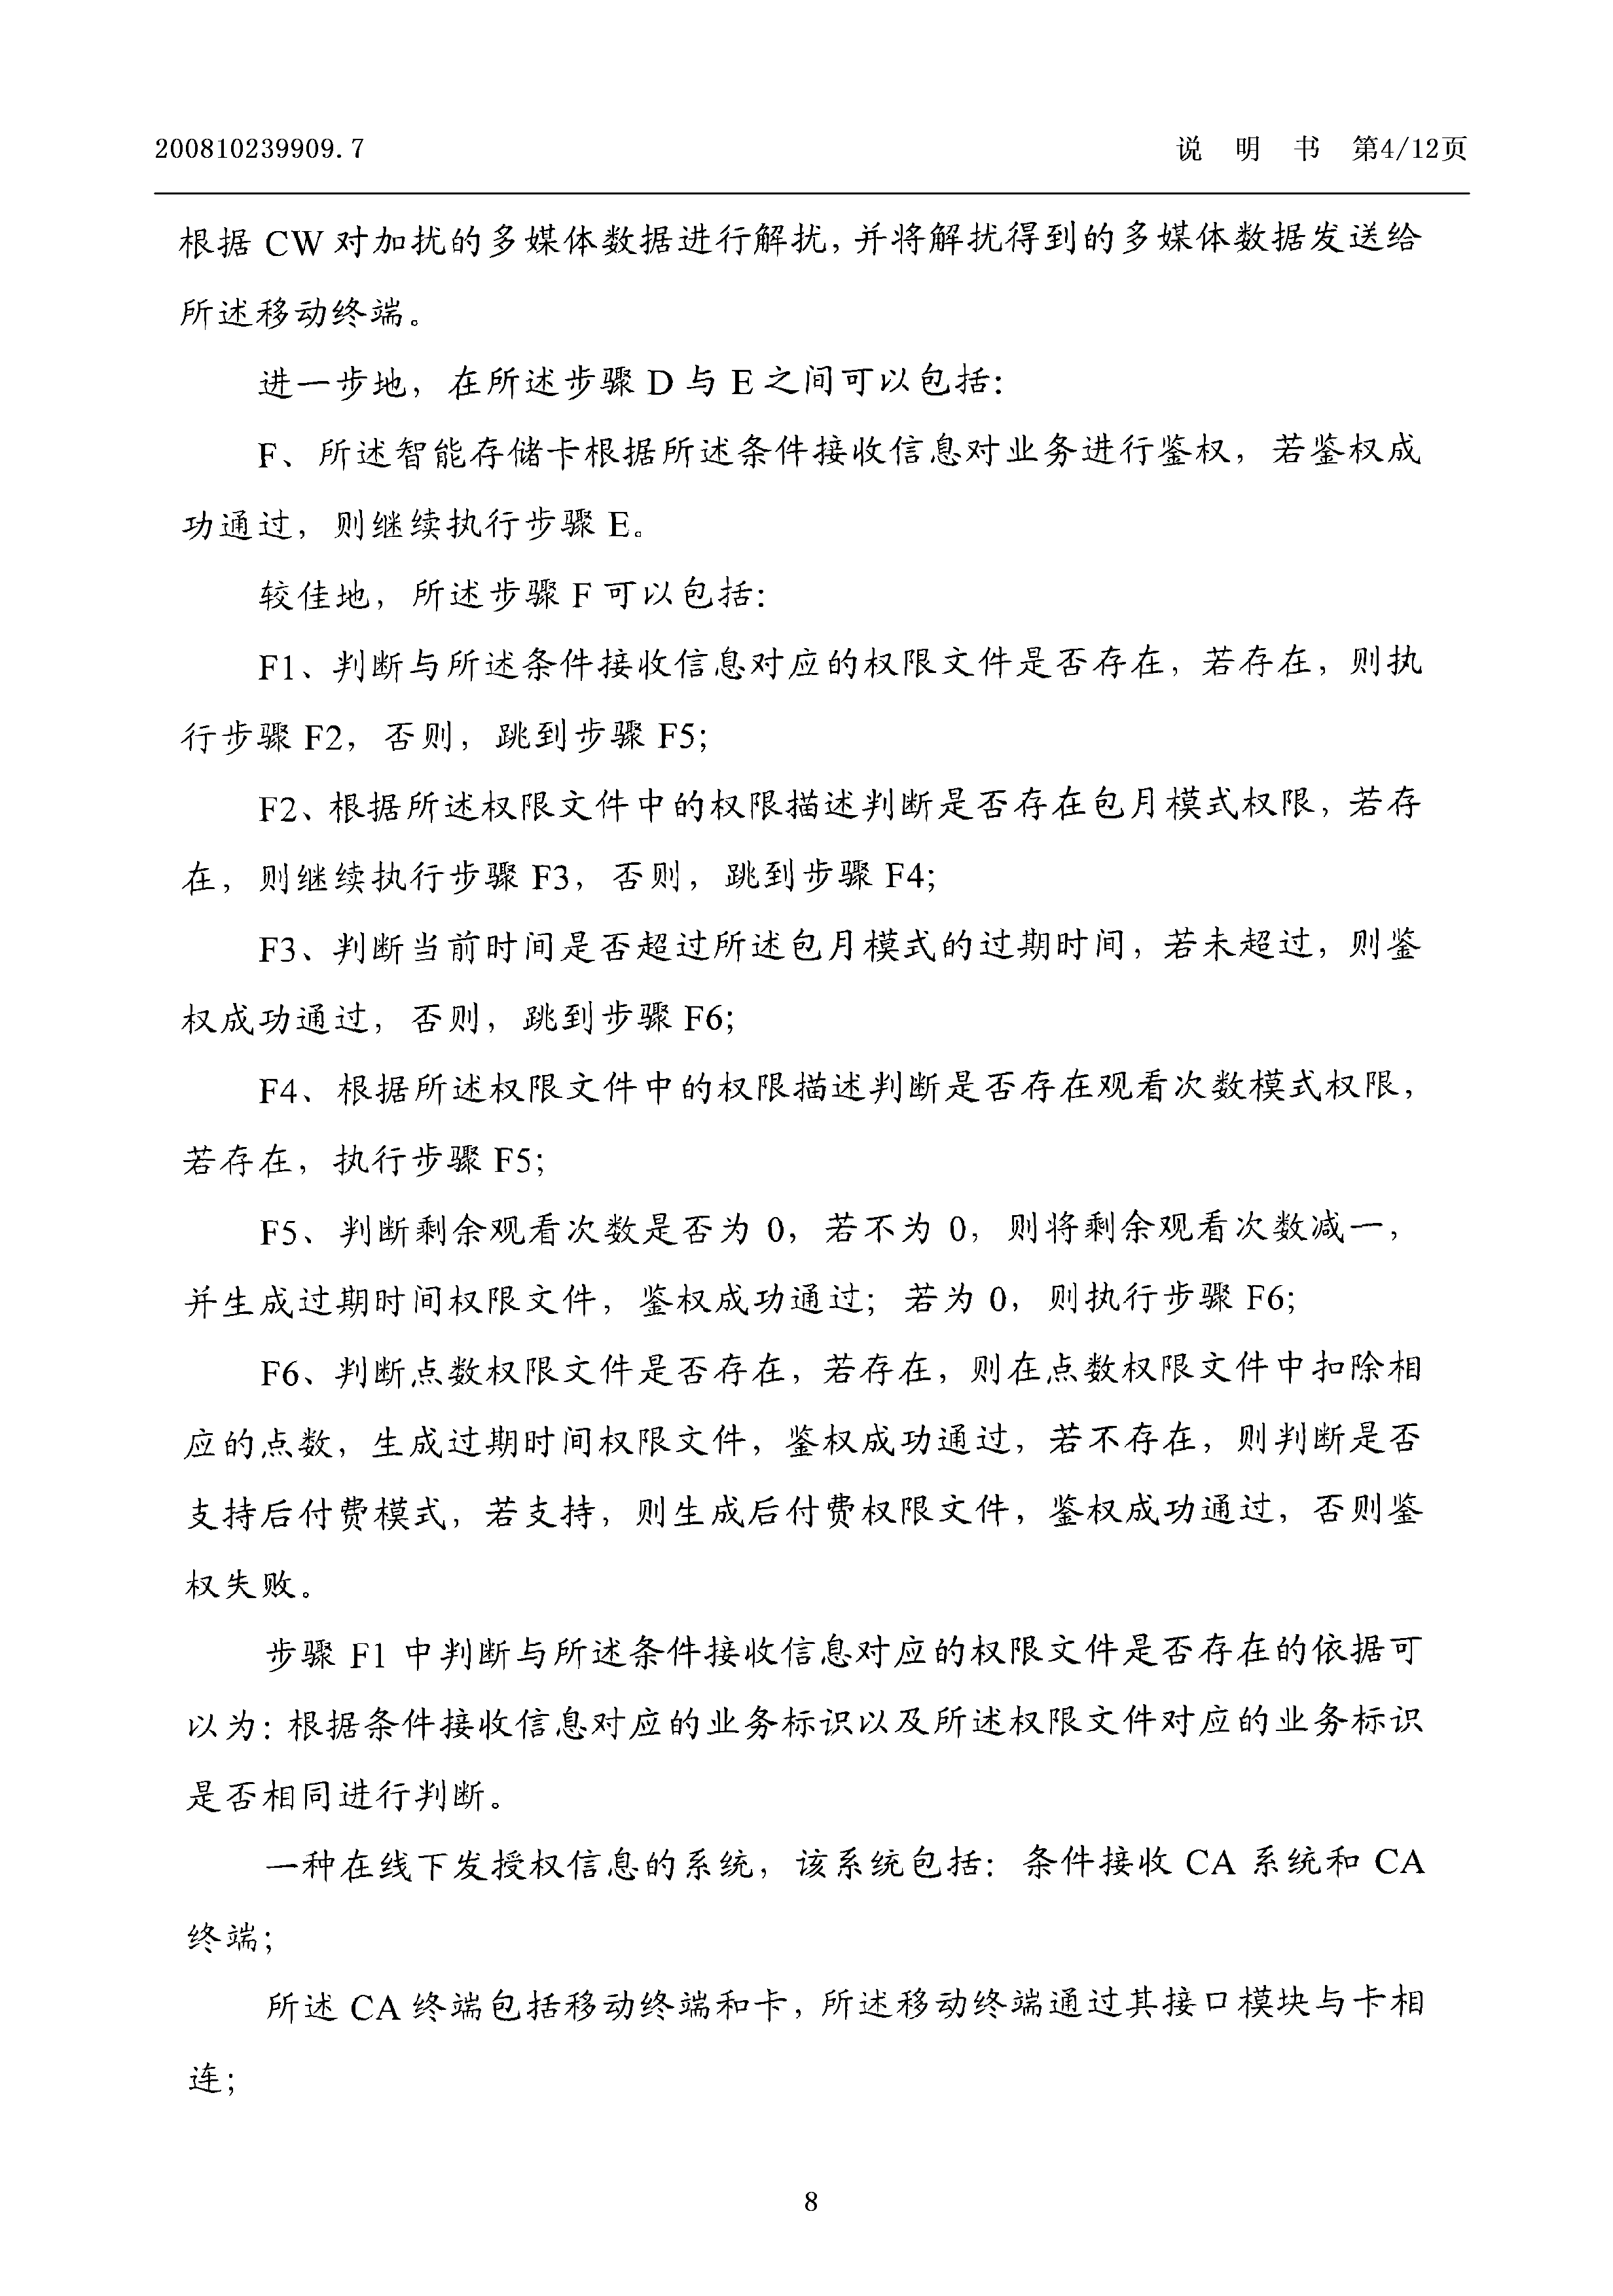 200810239909.7
说 明 书 第4/12页
根据 CW 对加扰的多媒体数据进行解扰，并将解扰得到的多媒体数据发送给
所述移动终端。
进一步地，在所述步骤 D 与 E 之间可以包括：
F、所述智能存储卡根据所述条件接收信息对业务进行鉴权，若鉴权成
功通过，则继续执行步骤 E。
较佳地，所述步骤 F 可以包括：
F1、判断与所述条件接收信息对应的权限文件是否存在，若存在，则执
行步骤 F2，否则，跳到步骤 F5；
F2、根据所述权限文件中的权限描述判断是否存在包月模式权限，若存
在，则继续执行步骤 F3，否则，跳到步骤 F4；
F3、判断当前时间是否超过所述包月模式的过期时间，若未超过，则鉴
权成功通过，否则，跳到步骤 F6；
F4、根据所述权限文件中的权限描述判断是否存在观看次数模式权限，
若存在，执行步骤 F5；
F5、判断剩余观看次数是否为 0，若不为 0，则将剩余观看次数减一，
并生成过期时间权限文件，鉴权成功通过；若为 0，则执行步骤 F6；
F6、判断点数权限文件是否存在，若存在，则在点数权限文件中扣除相
应的点数，生成过期时间权限文件，鉴权成功通过，若不存在，则判断是否
支持后付费模式，若支持，则生成后付费权限文件，鉴权成功通过，否则鉴
权失败。
步骤 F1 中判断与所述条件接收信息对应的权限文件是否存在的依据可
以为：根据条件接收信息对应的业务标识以及所述权限文件对应的业务标识
是否相同进行判断。
一种在线下发授权信息的系统，该系统包括：条件接收 CA 系统和 CA
终端；
所述 CA 终端包括移动终端和卡，所述移动终端通过其接口模块与卡相
连；
8